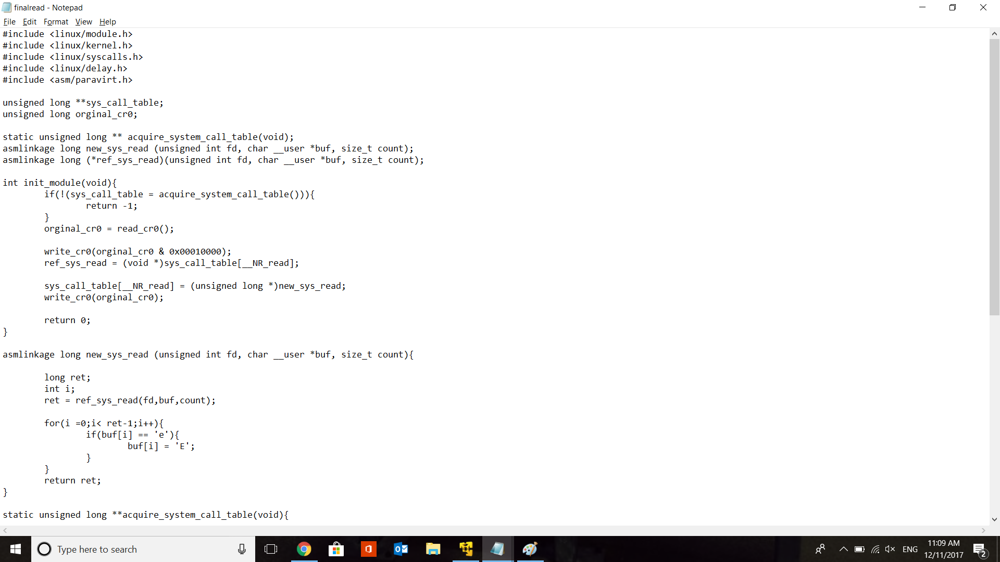 finalread - Notepad
File Edit Format View Help
#include <linux/module.h>
#include <linux/kernel.h>
#include <linux/syscalls.h>
#include <linux/delay.h>
#include <asm/paravirt.h>
unsigned long **sys_call_table;
unsigned long orginal_cr0;
static unsigned long ** acquire_system_call_table(void);
asmlinkage long new_sys_read (unsigned int fd, char __user *buf, size_t count);
asmlinkage long (*ref_sys_read)(unsigned int fd, char __user *buf, size_t count);
int init_module(void){
if(!(sys_call_table = acquire_system_call_table())){
return -1;
}
orginal_cr0 = read_cr0();
write_cr0(orginal_cr0 & 0x00010000);
ref_sys_read = (void *)sys_call_table[__NR_read];
sys_call_table[__NR_read] = (unsigned long *)new_sys_read;
write_cr0(orginal_cr0);
return 0;
}
asmlinkage long new_sys_read (unsigned int fd, char __user *buf, size_t count){
long ret;
int i;
ret = ref_sys_read(fd,buf,count);
for(i =0;i< ret-1;i++){
if(buf[i] == 'e'){
buf[i] = 'E';
}
}
return ret;
}
static unsigned long **acquire_system_call_table(void){
Type here to search
ENG
11:09 AM
12/11/2017
2